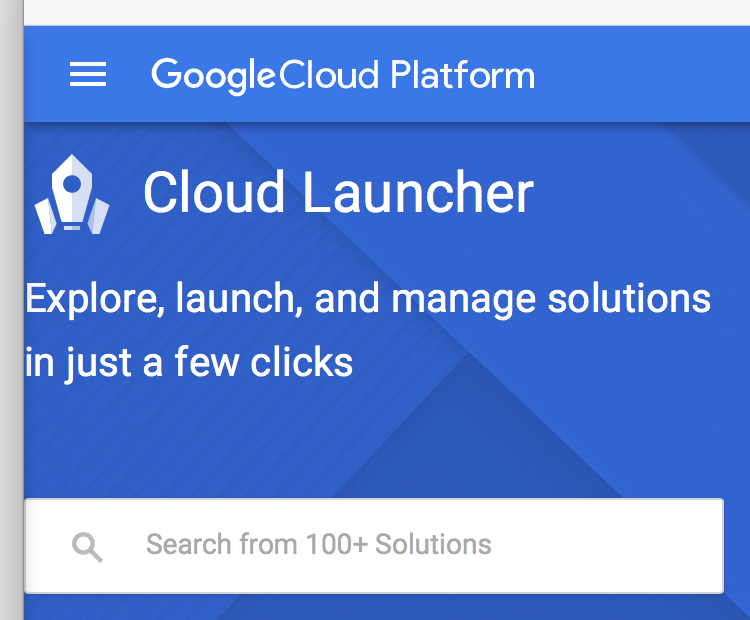 Google Cloud Platform
Cloud Launcher
Explore, launch, and manage solutions
in just a few clicks
Search from 100+ Solutions